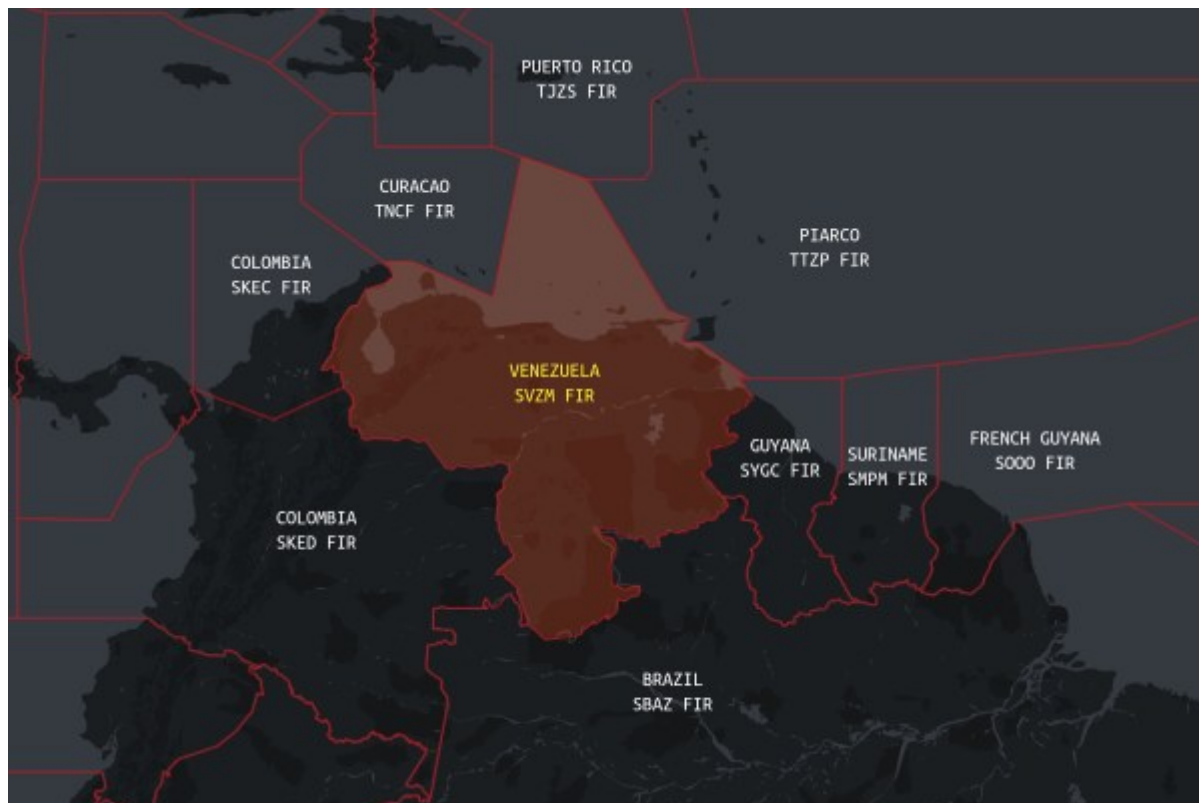 PUERTO RICO
TJZS FIR
CURACAO
TNCF FIR
PIARCO
TTZP FIR
COLOMBIA
SKEC FIR
VENEZUELA
SVZM FIR
GUYANA
SYGC FIR
SURINAME
SMPM FIR
FRENCH GUYANA
SOOO FIR
COLOMBIA
SKED FIR
BRAZIL
SBAZ FIR